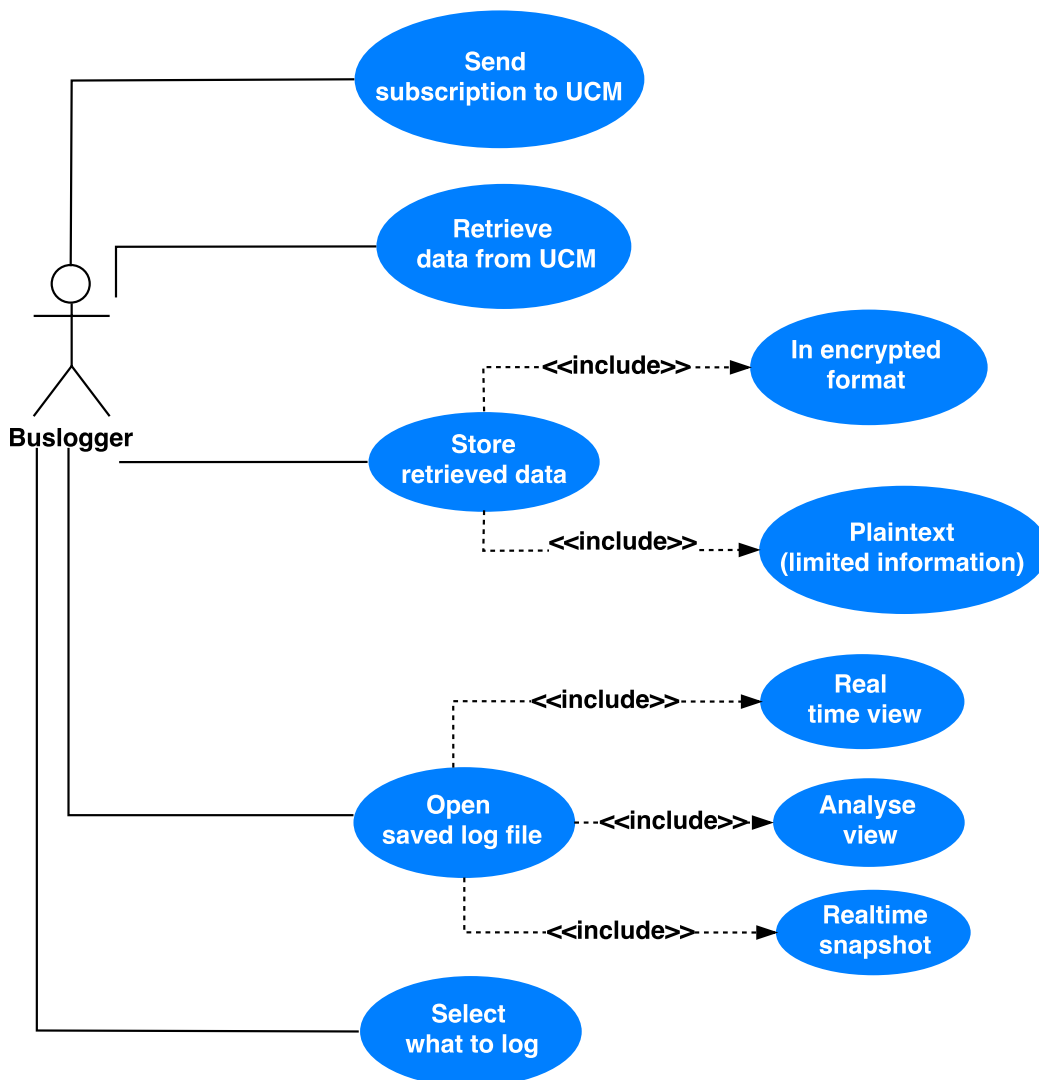 Send
subscription to UCM
Retrieve
data from UCM
Buslogger
<<include>>
In encrypted
format
Store
retrieved data
<<include>>
Plaintext
(limited information)
<<include>>
Real
time view
Open
saved log file
<<include>>
Analyse
view
<<include>>
Realtime
snapshot
Select
what to log